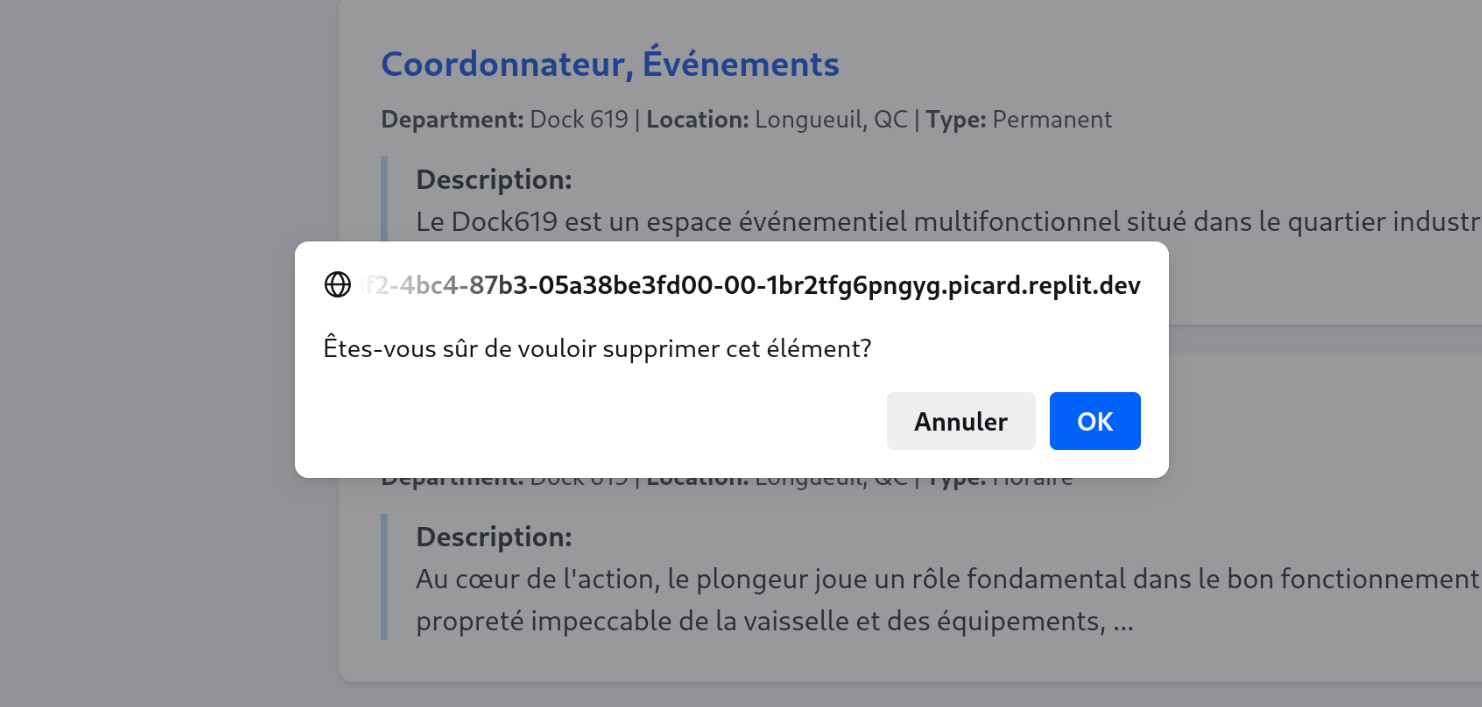 Coordonnateur, Événements
Department: Dock 619 | Location: Longueuil, QC | Type: Permanent
Description:
Le Dock619 est un espace événementiel multifonctionnel situé dans le quartier industr
f2-4bc4-87b3-05a38be3fd00-00-1br2tfg6pngyg.picard.replit.dev
Êtes-vous sûr de vouloir supprimer cet élément?
Annuler OK
Department: Dock 619 | Location: Longueuil, QC | Type: Horaire
Description:
Au cœur de l'action, le plongeur joue un rôle fondamental dans le bon fonctionnement
propreté impeccable de la vaisselle et des équipements, ...